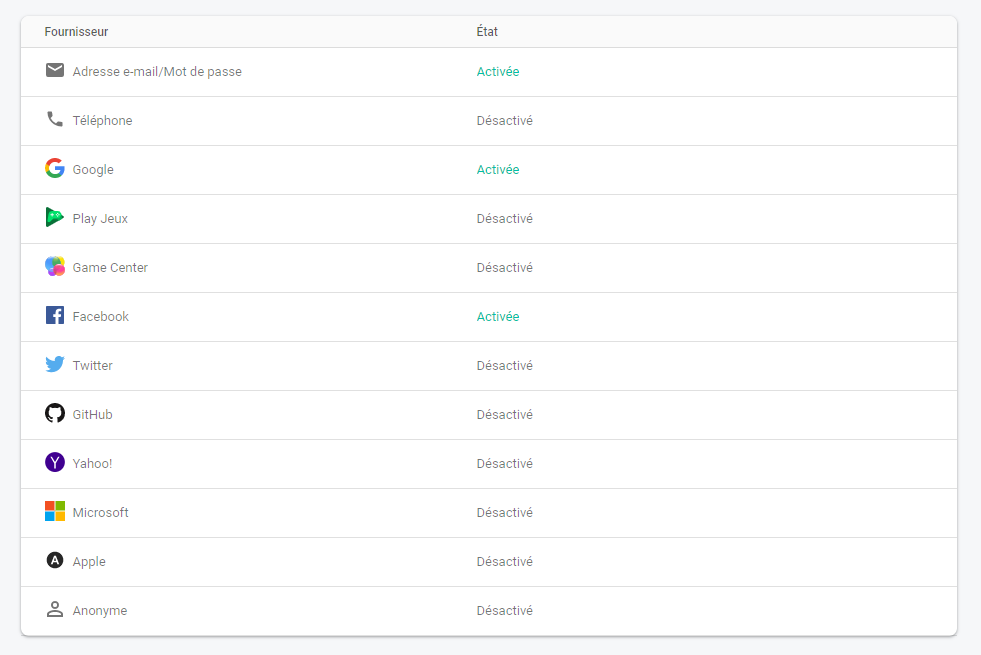 Fournisseur État
Adresse e-mail/Mot de passe Activée
Téléphone Désactivé
Google Activée
Play Jeux Désactivé
Game Center Désactivé
Facebook Activée
Twitter Désactivé
GitHub Désactivé
Yahoo! Désactivé
Microsoft Désactivé
Apple Désactivé
Anonyme Désactivé